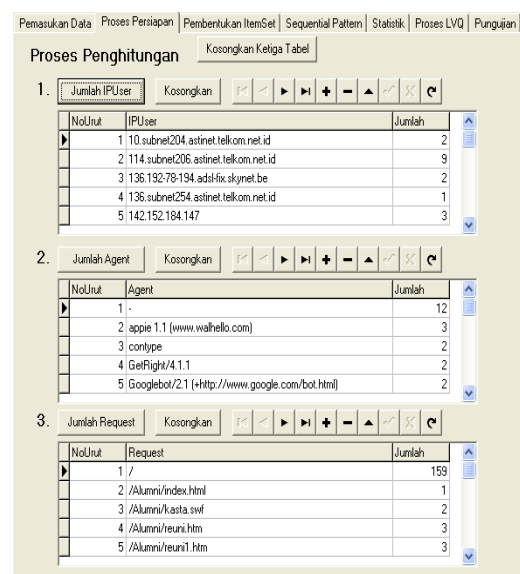 Pemasukan Data Proses Persiapan Pembentukan ItemSet Sequential Pattern Statistik Proses LVQ Pungujian
Proses Penghitungan Kosongkan Ketiga Tabel
1. Jumlah IPUser Kosongkan
NoUrut IPUser Jumlah
1 10.subnet204.astinet.telkom.net.id 2
2 114.subnet206.astinet.telkom.net.id 9
3 136.192-78-194.adsl-fix.skynet.be 2
4 136.subnet254.astinet.telkom.net.id 1
5 142.152.184.147 3
2. Jumlah Agent Kosongkan
NoUrut Agent Jumlah
1 - 12
2 appie 1.1 (www.walhello.com) 3
3 contype 2
4 GetRight/4.1.1 2
5 Googlebot/2.1 (+http://www.google.com/bot.html) 2
3. Jumlah Request Kosongkan
NoUrut Request Jumlah
1 / 159
2 /Alumni/index.html 1
3 /Alumni/kasta.swf 2
4 /Alumni/reuni.htm 3
5 /Alumni/reuni1.htm 3